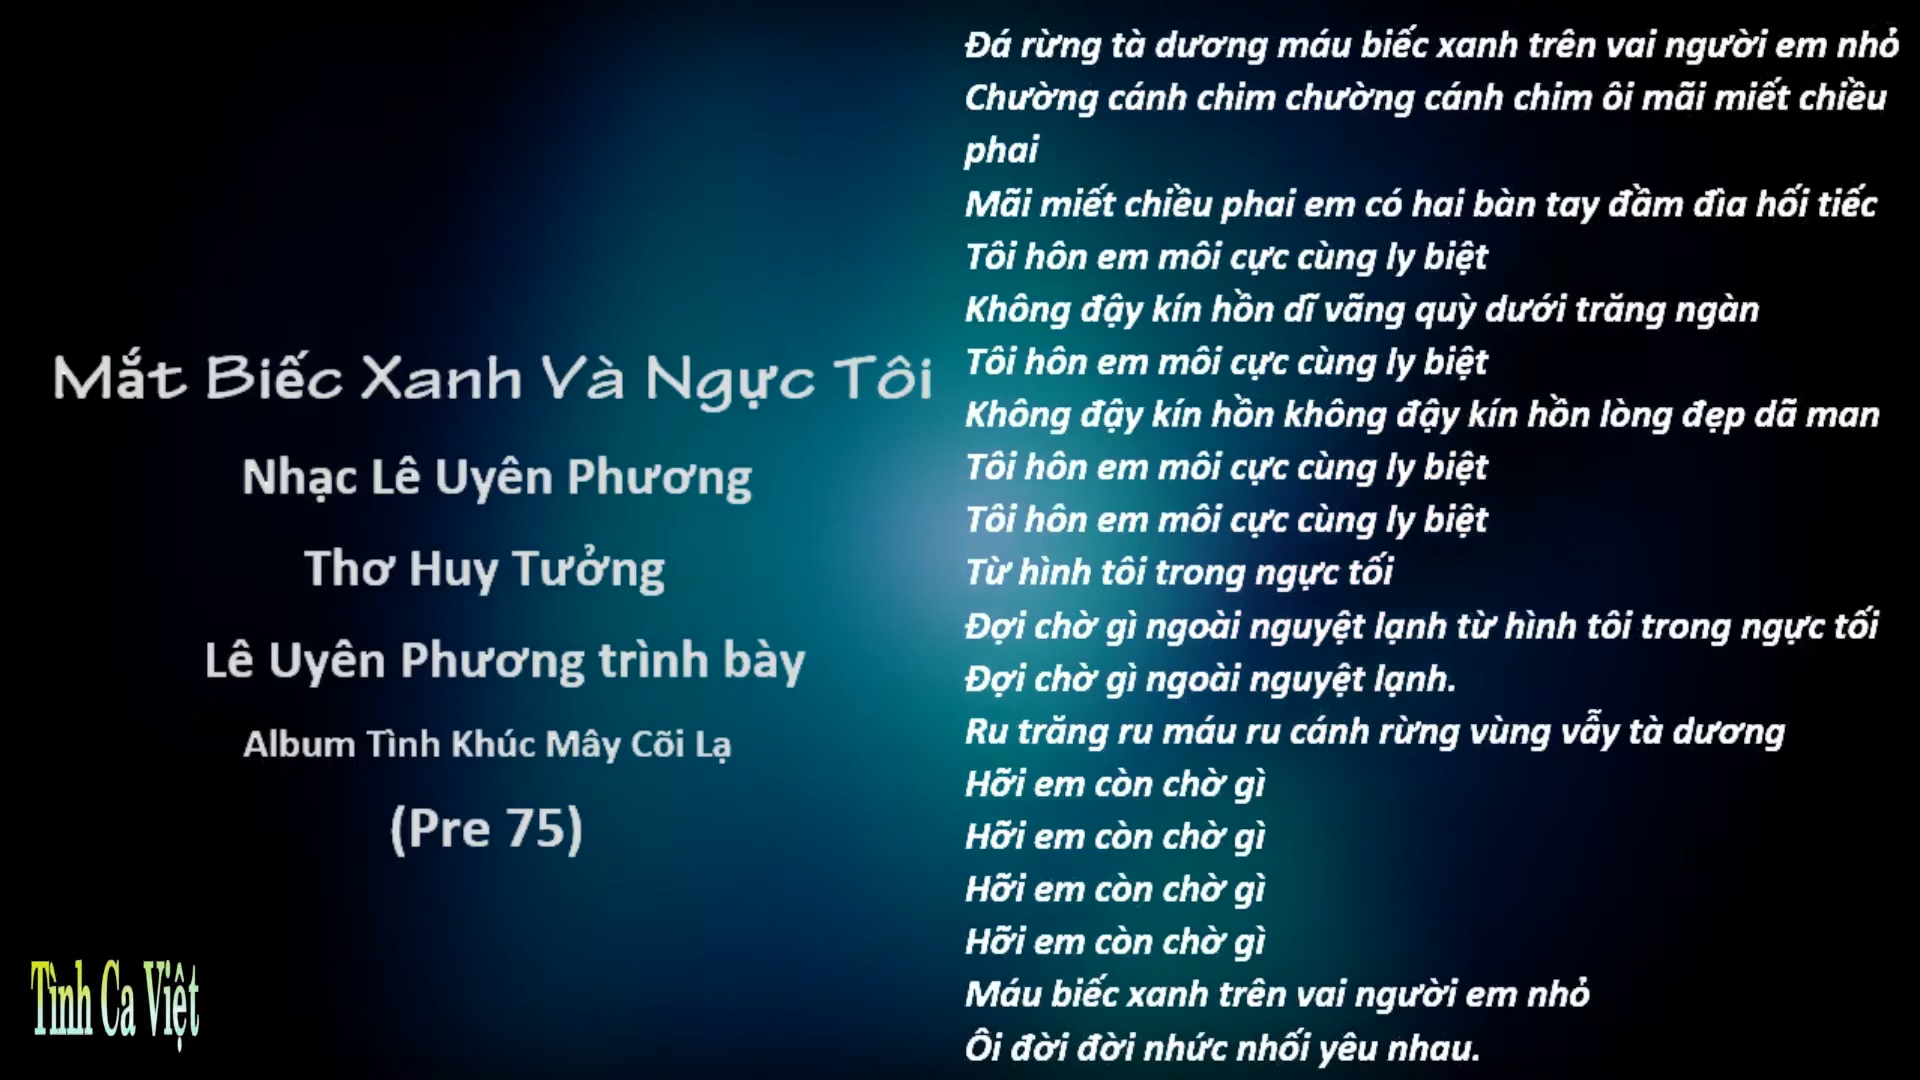 Mắt Biếc Xanh Và Ngực Tôi
Nhạc Lê Uyên Phương
Thơ Huy Tưởng
Lê Uyên Phương trình bày
Album Tình Khúc Mây Cõi Lạ
(Pre 75)
Tình Ca Việt
Đá rừng tà dương máu biếc xanh trên vai người em nhỏ
Chường cánh chim chường cánh chim ôi mãi miết chiều
phai
Mãi miết chiều phai em có hai bàn tay đầm đìa hối tiếc
Tôi hôn em môi cực cùng ly biệt
Không đậy kín hồn dĩ vãng quỳ dưới trăng ngàn
Tôi hôn em môi cực cùng ly biệt
Không đậy kín hồn không đậy kín hồn lòng đẹp dã man
Tôi hôn em môi cực cùng ly biệt
Tôi hôn em môi cực cùng ly biệt
Từ hình tôi trong ngực tối
Đợi chờ gì ngoài nguyệt lạnh từ hình tôi trong ngực tối
Đợi chờ gì ngoài nguyệt lạnh.
Ru trăng ru máu ru cánh rừng vùng vẫy tà dương
Hỡi em còn chờ gì
Hỡi em còn chờ gì
Hỡi em còn chờ gì
Hỡi em còn chờ gì
Máu biếc xanh trên vai người em nhỏ
Ôi đời đời nhức nhối yêu nhau.